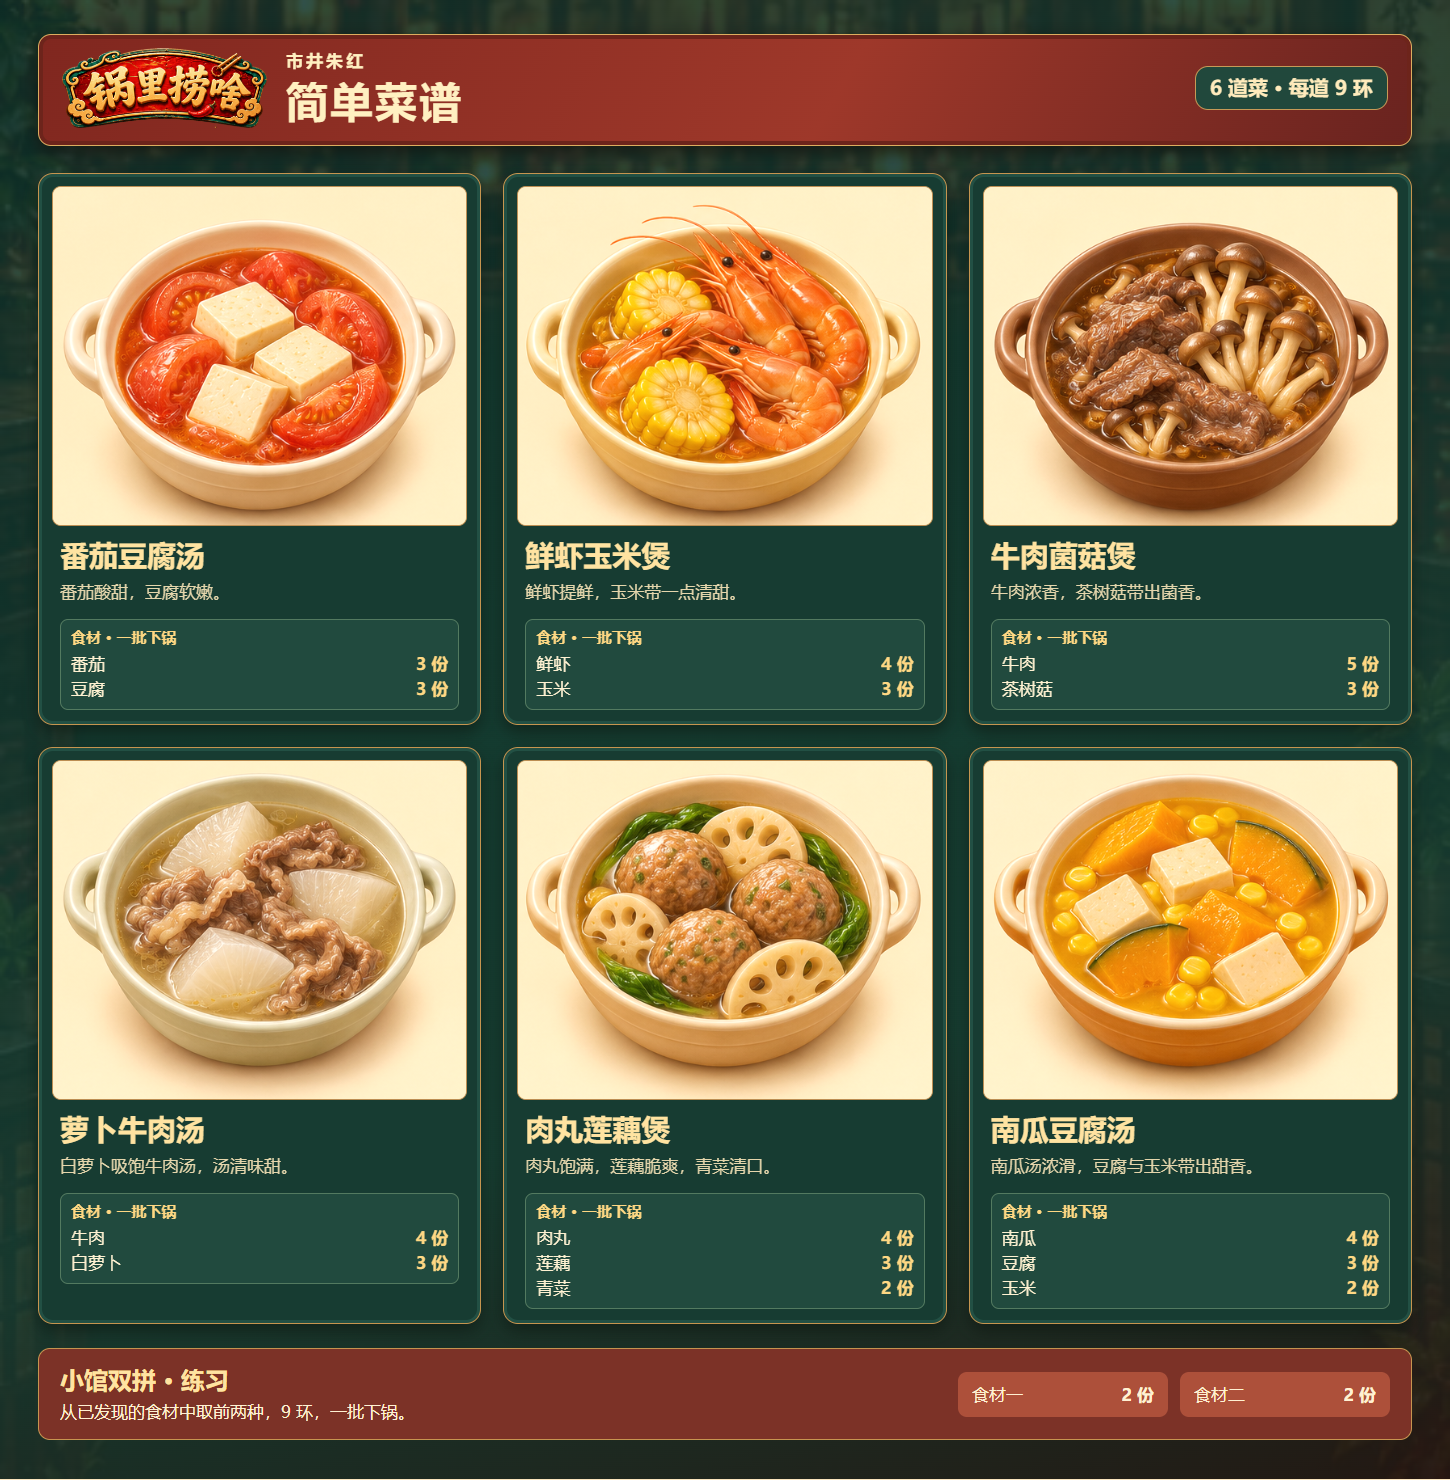 锅里捞啥
市井朱红
简单菜谱
6 道菜 • 每道 9 环
番茄豆腐汤
番茄酸甜，豆腐软嫩。
食材 • 一批下锅
番茄 3 份
豆腐 3 份
鲜虾玉米煲
鲜虾提鲜，玉米带一点清甜。
食材 • 一批下锅
鲜虾 4 份
玉米 3 份
牛肉菌菇煲
牛肉浓香，茶树菇带出菌香。
食材 • 一批下锅
牛肉 5 份
茶树菇 3 份
萝卜牛肉汤
白萝卜吸饱牛肉汤，汤清味甜。
食材 • 一批下锅
牛肉 4 份
白萝卜 3 份
肉丸莲藕煲
肉丸饱满，莲藕脆爽，青菜清口。
食材 • 一批下锅
肉丸 4 份
莲藕 3 份
青菜 2 份
南瓜豆腐汤
南瓜汤浓滑，豆腐与玉米带出甜香。
食材 • 一批下锅
南瓜 4 份
豆腐 3 份
玉米 2 份
小馆双拼 • 练习
从已发现的食材中取前两种，9 环，一批下锅。
食材一 2 份
食材二 2 份